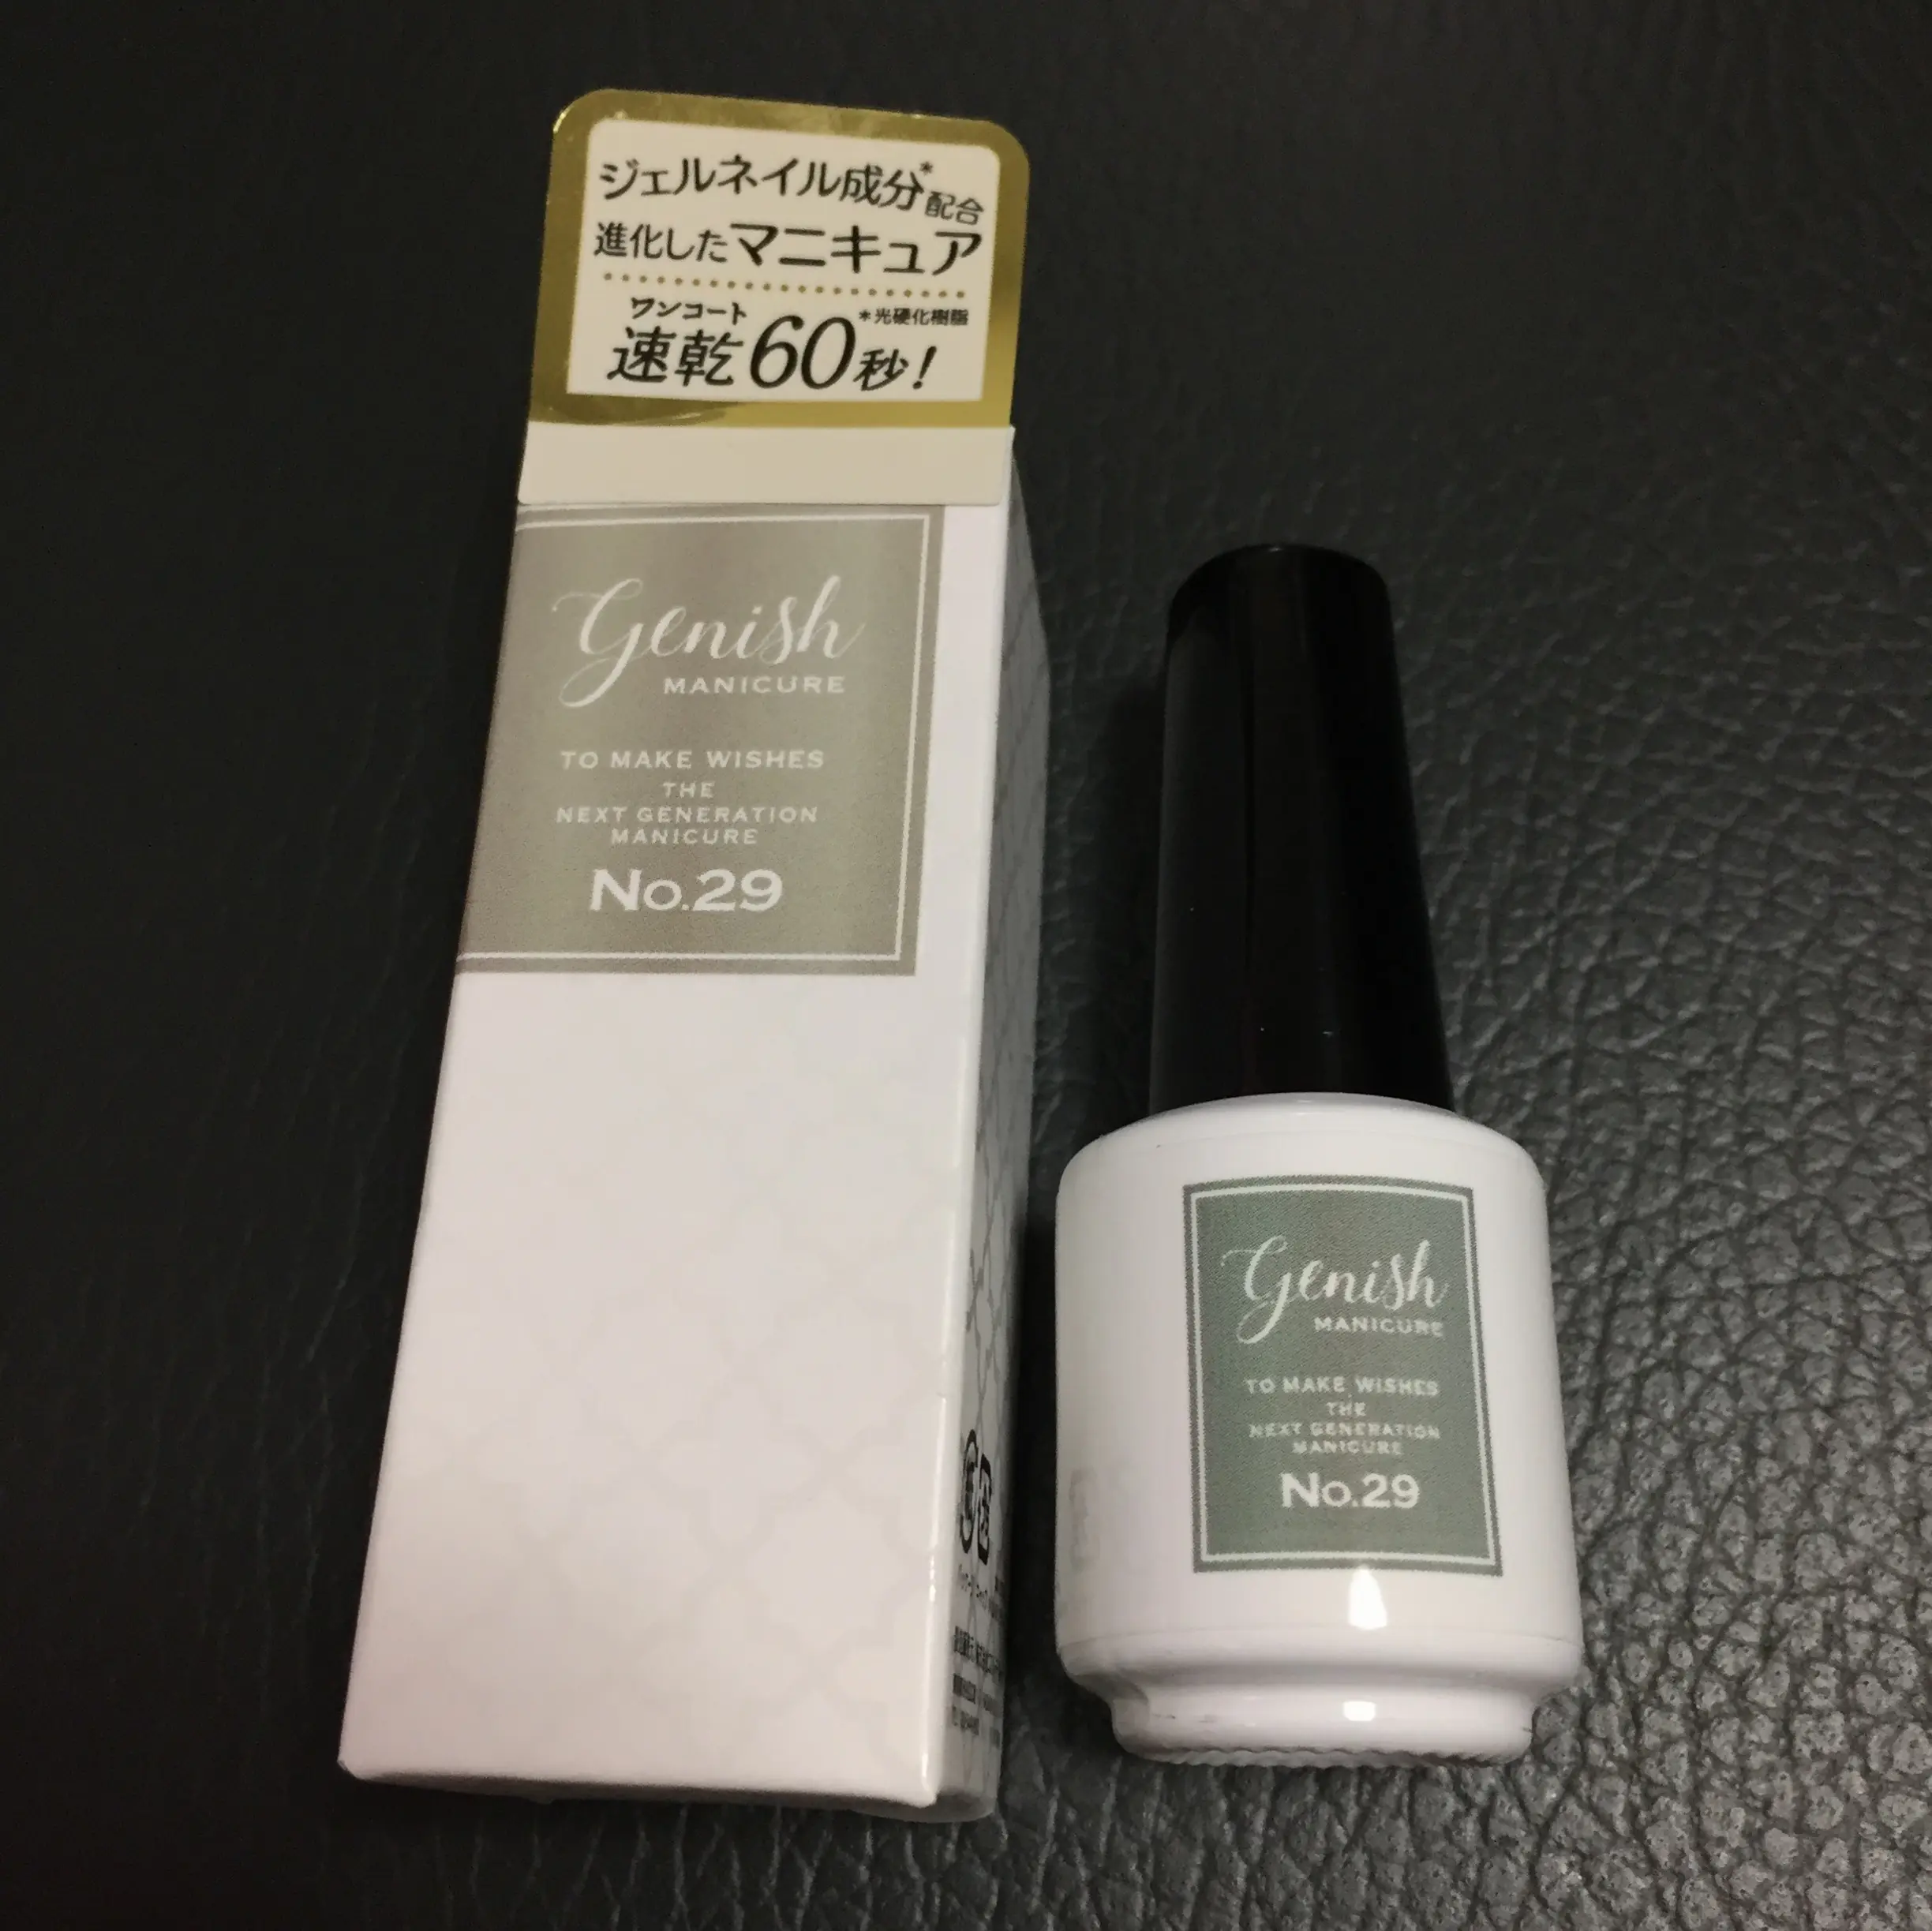 ジェルネイル成分*配合
進化したマニキュア
ワンコート
*光硬化樹脂
速乾60秒!
Genish
MANICURE
TO MAKE WISHES
THE
NEXT GENERATION
MANICURE
No.29
Genish
MANICURE
TO MAKE WISHES
THE
NEXT GENERATION
MANICURE
No.29